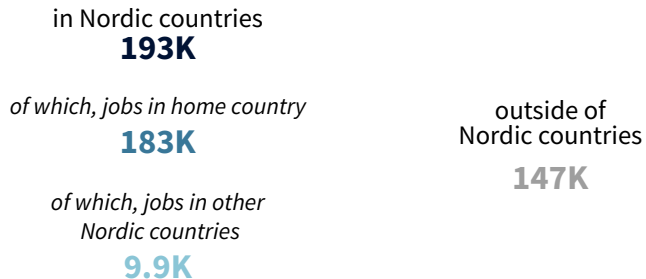 in Nordic countries
193K
of which, jobs in home country
183K
of which, jobs in other
Nordic countries
9.9K
outside of
Nordic countries
147K